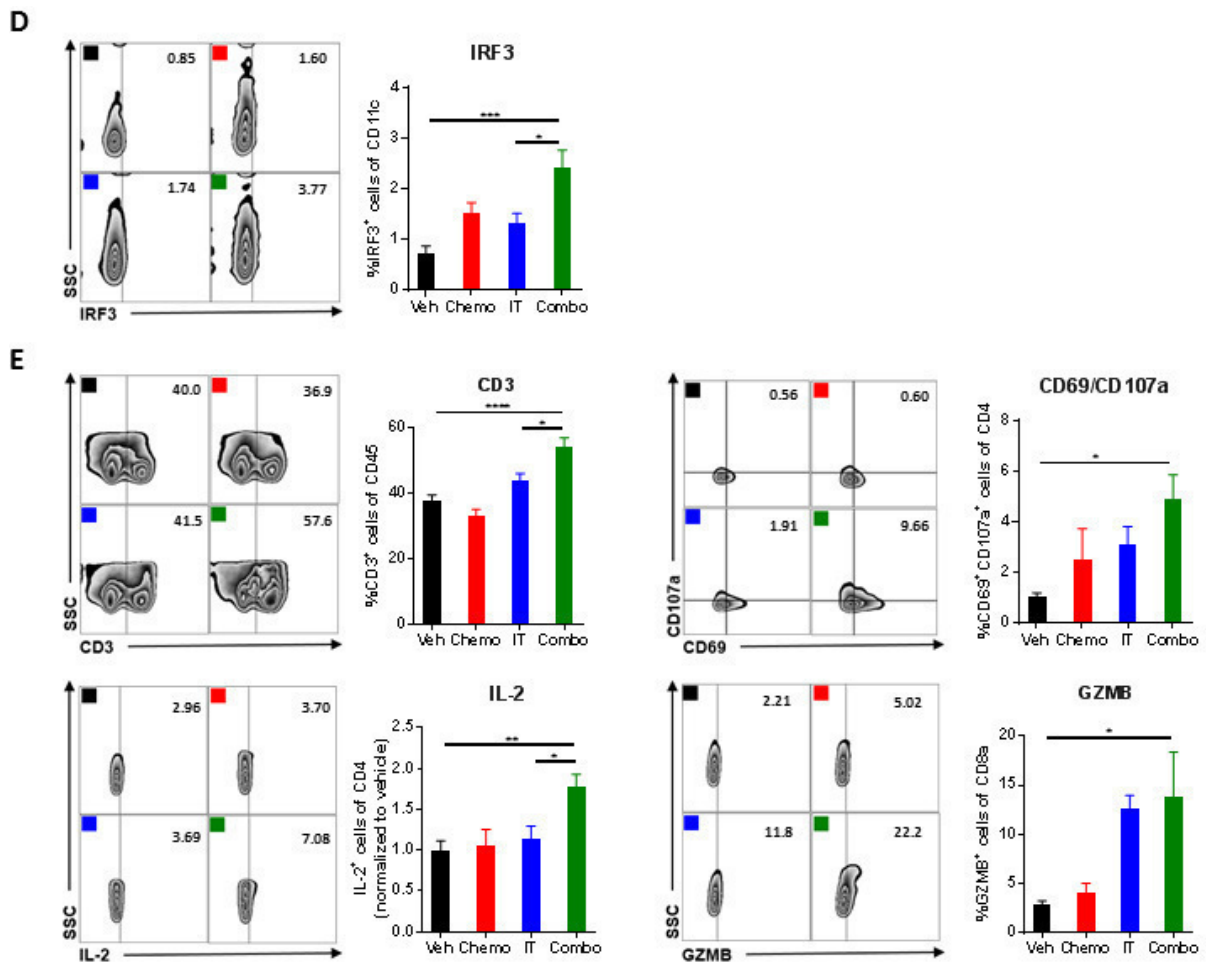 D
0.85
1.60
1.74
3.77
SSC
IRF3
IRF3
4
3
2
1
0
%IRF3+ cells of CD11c
***
*
Veh Chemo IT Combo
E
40.0
36.9
41.5
57.6
SSC
CD3
CD3
60
40
20
0
%CD3+ cells of CD45
****
*
Veh Chemo IT Combo
0.56
0.60
1.91
9.66
CD107a
CD69
CD69/CD107a
8
6
4
2
0
%CD69+ CD107a+ cells of CD4
*
Veh Chemo IT Combo
2.96
3.70
3.69
7.08
SSC
IL-2
IL-2
2.5
2.0
1.5
1.0
0.5
0.0
IL-2+ cells of CD4
(normalized to vehicle)
**
*
Veh Chemo IT Combo
2.21
5.02
11.8
22.2
SSC
GZMB
GZMB
20
15
10
5
0
%GZMB+ cells of CD8a
*
Veh Chemo IT Combo